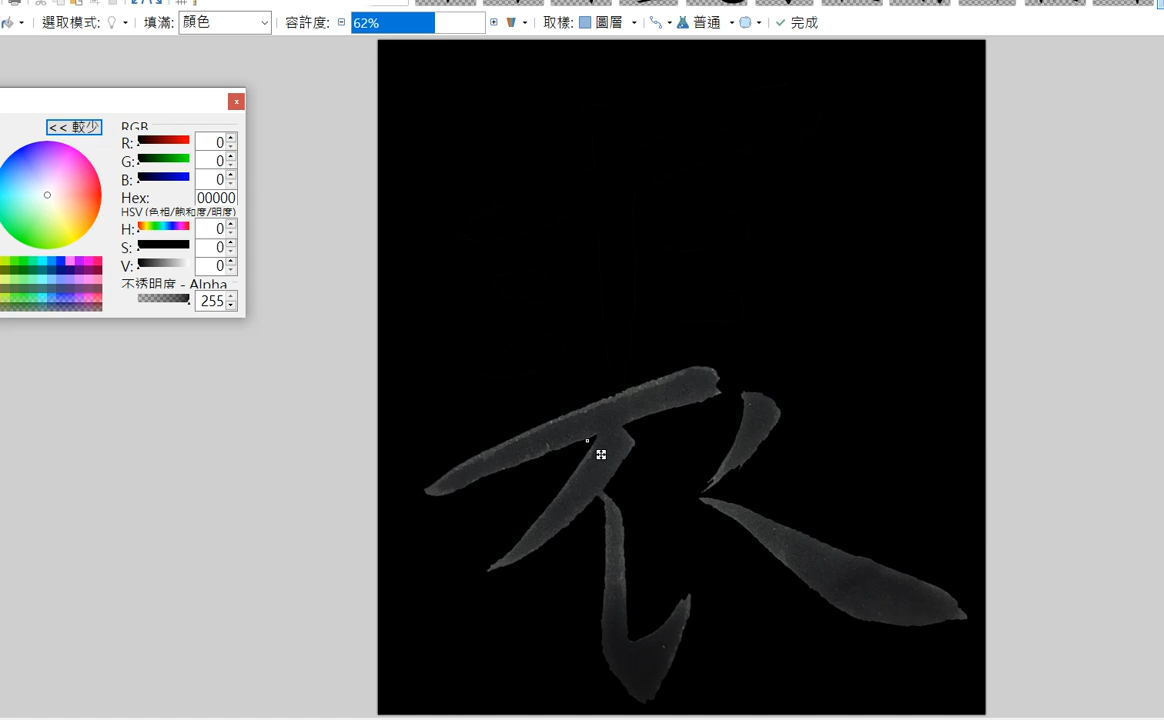 選取模式: 填滿: 顏色 容許度: 62% 取樣: 圖層 普通 完成
<< 較少
RGB
R: 0
G: 0
B: 0
Hex: 00000
HSV (色相/飽和度/明度)
H: 0
S: 0
V: 0
不透明度 - Alpha
255